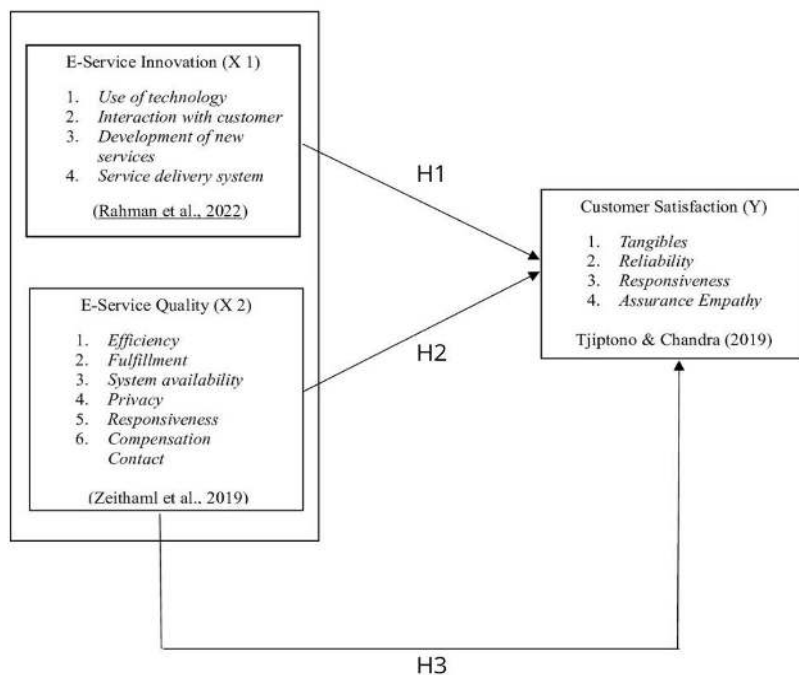 E-Service Innovation (X 1)
1. Use of technology
2. Interaction with customer
3. Development of new
services
4. Service delivery system
(Rahman et al., 2022)
H1
Customer Satisfaction (Y)
1. Tangibles
2. Reliability
3. Responsiveness
4. Assurance Empathy
Tjiptono & Chandra (2019)
E-Service Quality (X 2)
1. Efficiency
2. Fulfillment
3. System availability
4. Privacy
5. Responsiveness
6. Compensation
Contact
(Zeithaml et al., 2019)
H2
H3